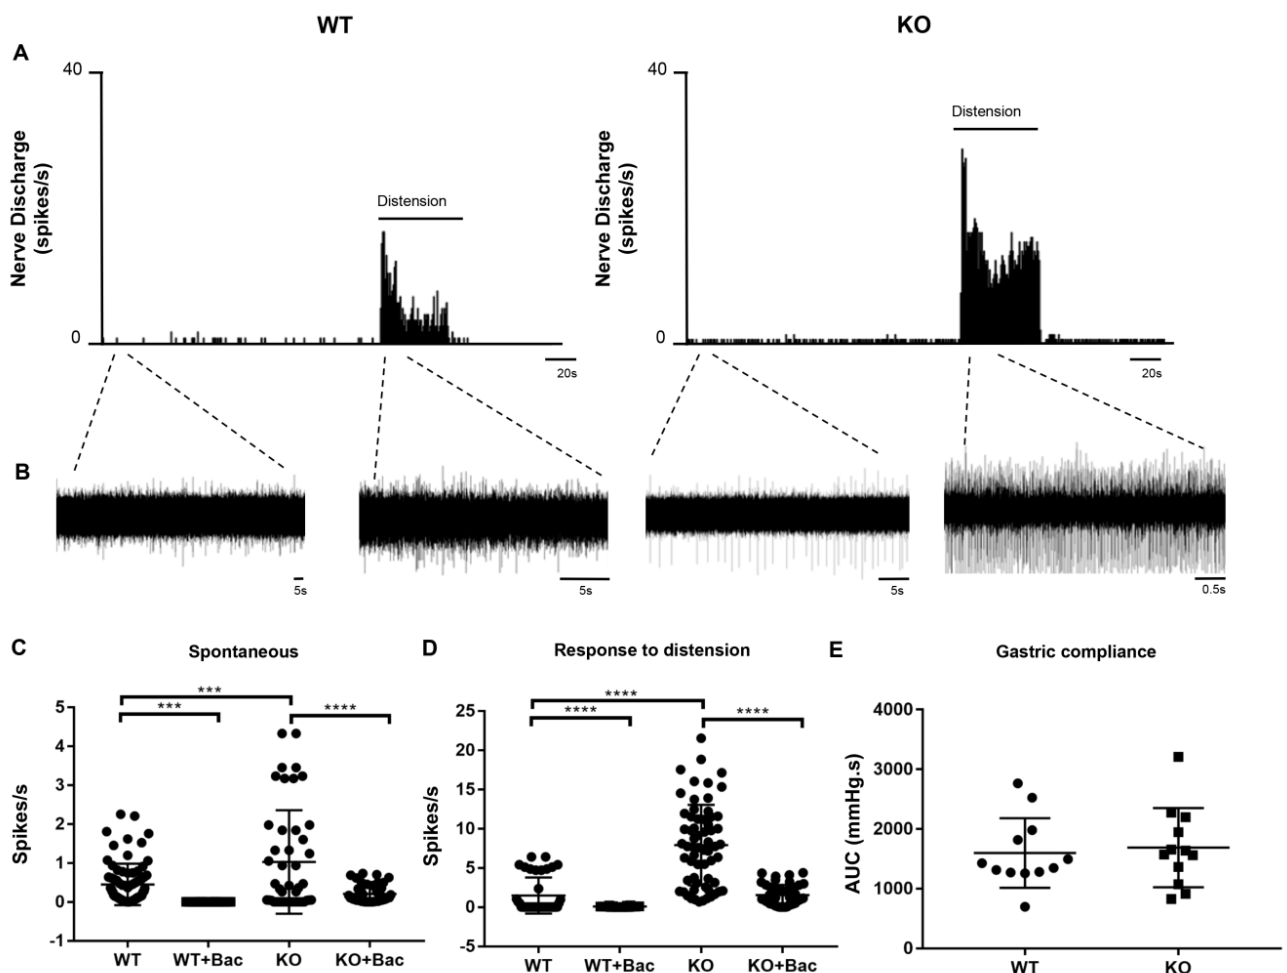 WT
KO
A
40
Nerve Discharge
(spikes/s)
0
Distension
20s
40
Nerve Discharge
(spikes/s)
0
Distension
20s
B
5s
5s
5s
0.5s
C
Spontaneous
***
***
****
Spikes/s
5
4
3
2
1
0
-1
WT
WT+Bac
KO
KO+Bac
D
Response to distension
****
****
****
Spikes/s
25
20
15
10
5
0
-5
WT
WT+Bac
KO
KO+Bac
E
Gastric compliance
AUC (mmHg.s)
4000
3000
2000
1000
0
WT
KO